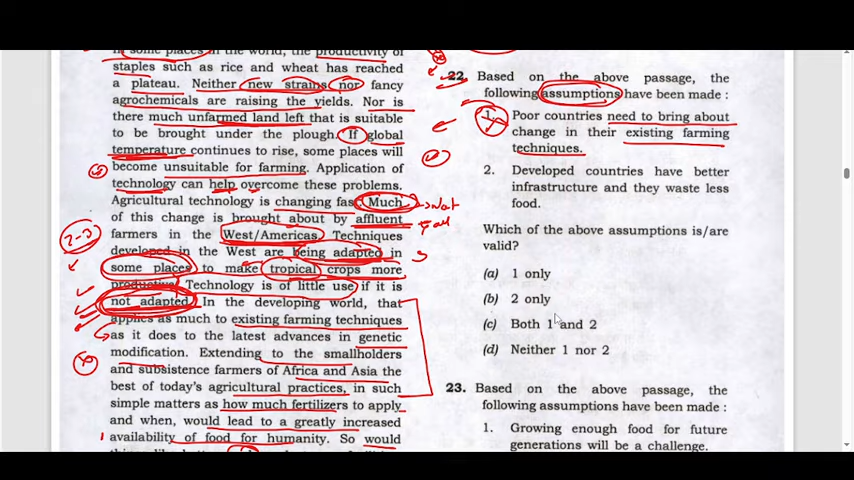 in some places in the world, the productivity of
staples such as rice and wheat has reached
a plateau. Neither new strains nor fancy
agrochemicals are raising the yields. Nor is
there much unfarmed land left that is suitable
to be brought under the plough. If global
temperature continues to rise, some places will
become unsuitable for farming. Application of
technology can help overcome these problems.
Agricultural technology is changing fast. Much
of this change is brought about by affluent
farmers in the West/Americas. Techniques
developed in the West are being adapted in
some places to make tropical crops more
productive. Technology is of little use if it is
not adapted. In the developing world, that
applies as much to existing farming techniques
as it does to the latest advances in genetic
modification. Extending to the smallholders
and subsistence farmers of Africa and Asia the
best of today's agricultural practices, in such
simple matters as how much fertilizers to apply
and when, would lead to a greatly increased
availability of food for humanity. So would
22. Based on the above passage, the
following assumptions have been made :
1. Poor countries need to bring about
change in their existing farming
techniques.
2. Developed countries have better
infrastructure and they waste less
food.
Which of the above assumptions is/are
valid?
(a) 1 only
(b) 2 only
(c) Both 1 and 2
(d) Neither 1 nor 2
23. Based on the above passage, the
following assumptions have been made :
1. Growing enough food for future
generations will be a challenge.